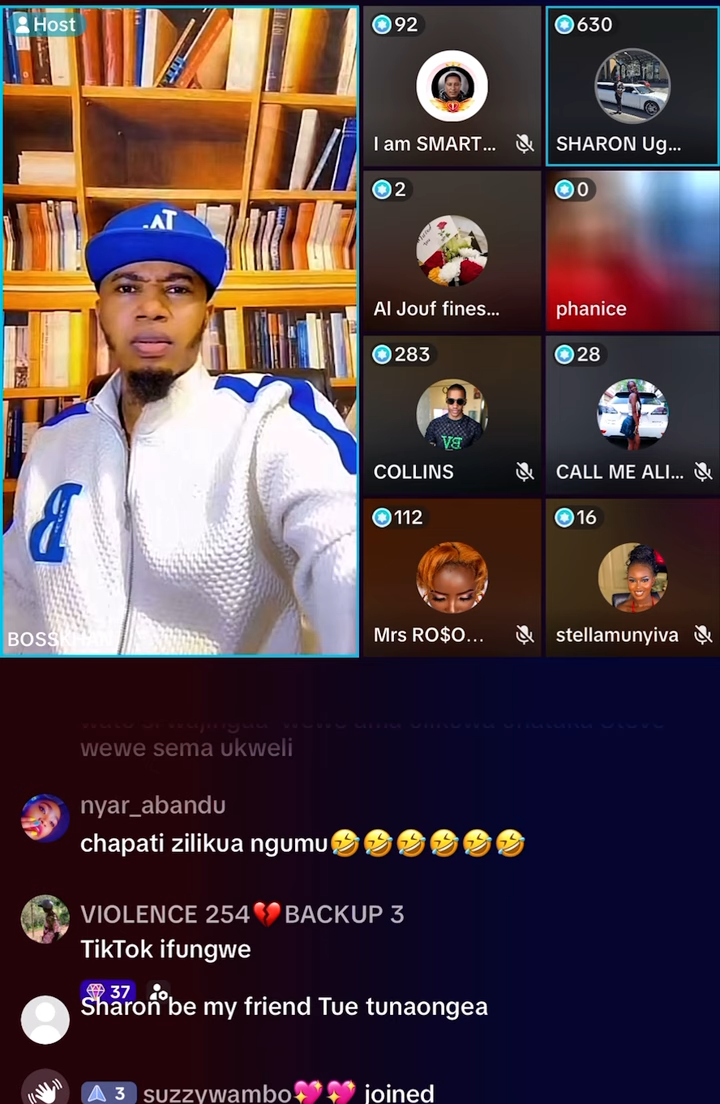 Host
92
I am SMART...
630
SHARON Ug...
2
Al Jouf fines...
0
phanice
283
COLLINS
28
CALL ME ALI...
112
Mrs RO$O...
16
stellamunyiva
BOSS
wewe sema ukweli
nyar_abandu
chapati zilikua ngumu🤣🤣🤣🤣🤣🤣
VIOLENCE 254💔BACKUP 3
TikTok ifungwe
37
Sharon be my friend Tue tunaongea
3 suzzywambo💖💖 joined